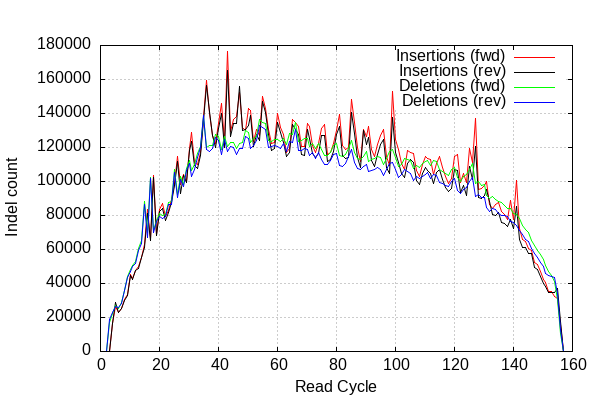 180000
160000
140000
120000
100000
80000
60000
40000
20000
0
Indel count
Insertions (fwd)
Insertions (rev)
Deletions (fwd)
Deletions (rev)
0 20 40 60 80 100 120 140 160
Read Cycle